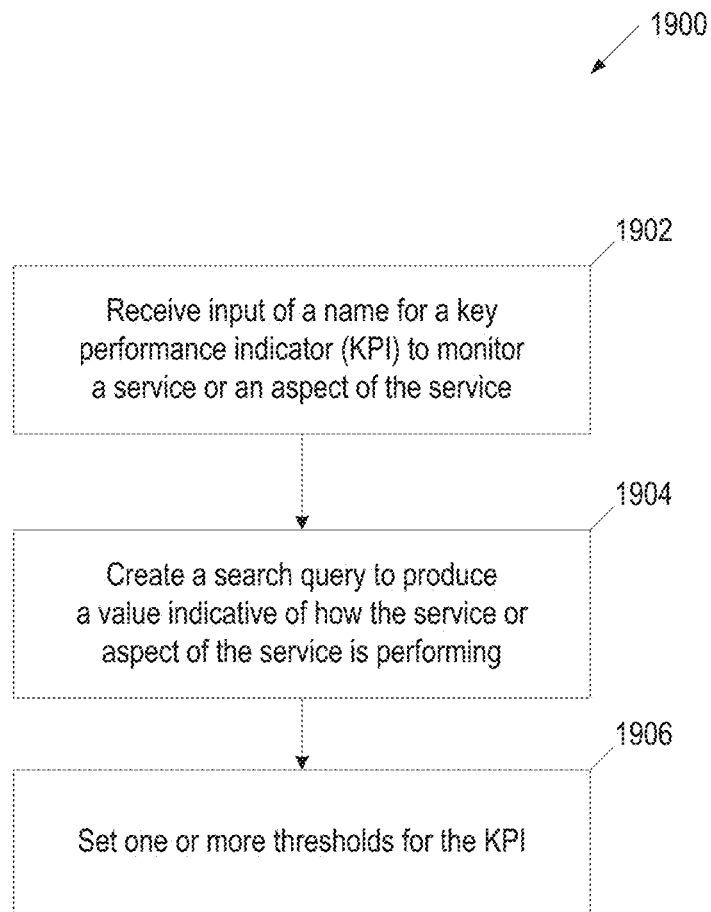 1900
1902
Receive input of a name for a key
performance indicator (KPI) to monitor
a service or an aspect of the service
1904
Create a search query to produce
a value indicative of how the service or
aspect of the service is performing
1906
Set one or more thresholds for the KPI